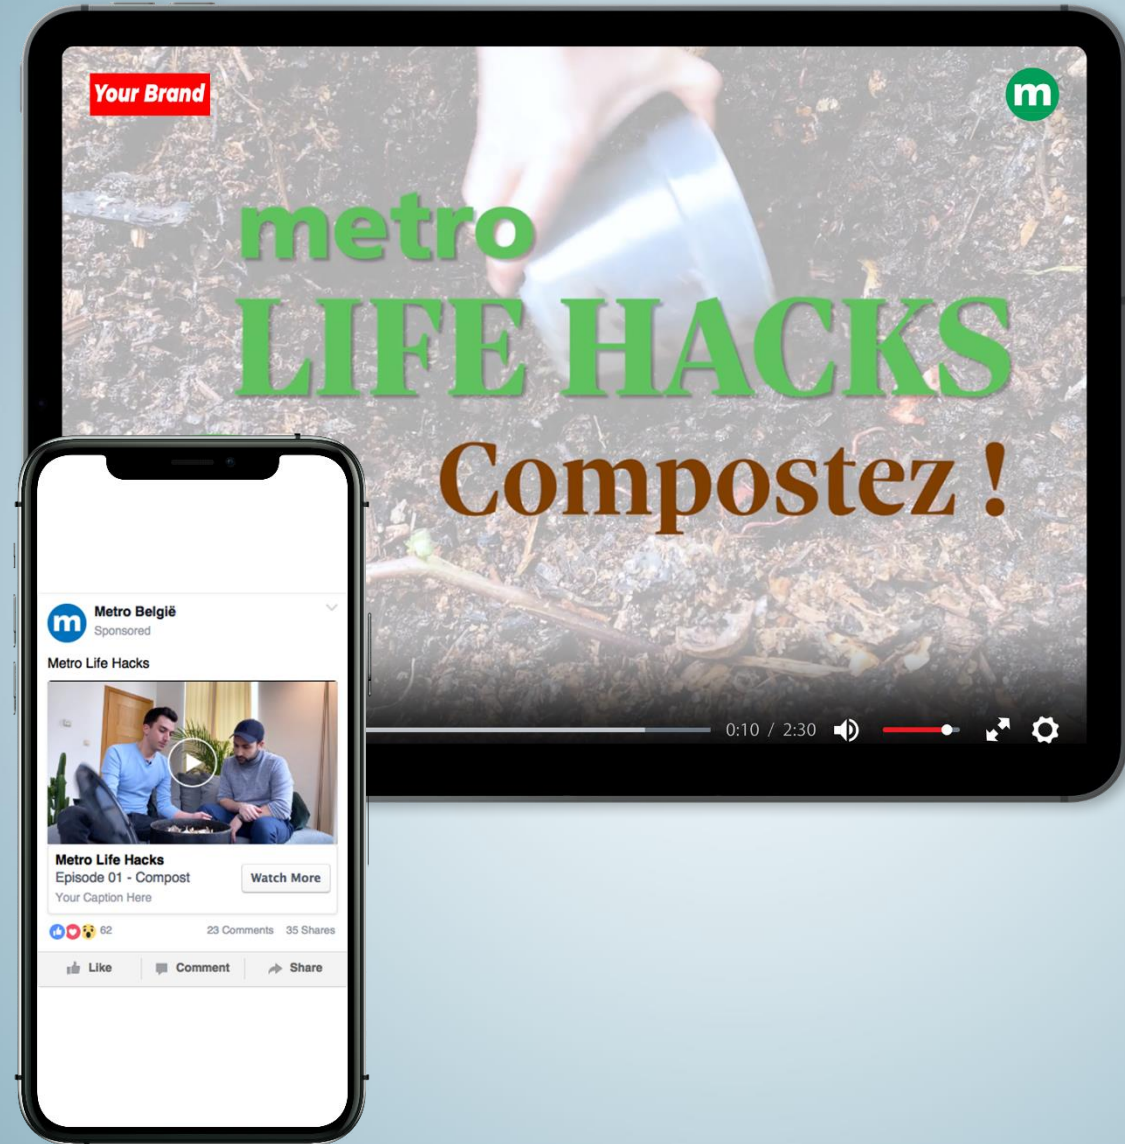 Your Brand
m
metro
LIFE HACKS
Compostez !
0:10 / 2:30
m
Metro België
Sponsored
Metro Life Hacks
Metro Life Hacks
Episode 01 - Compost
Watch More
Your Caption Here
62
23 Comments
35 Shares
Like
Comment
Share